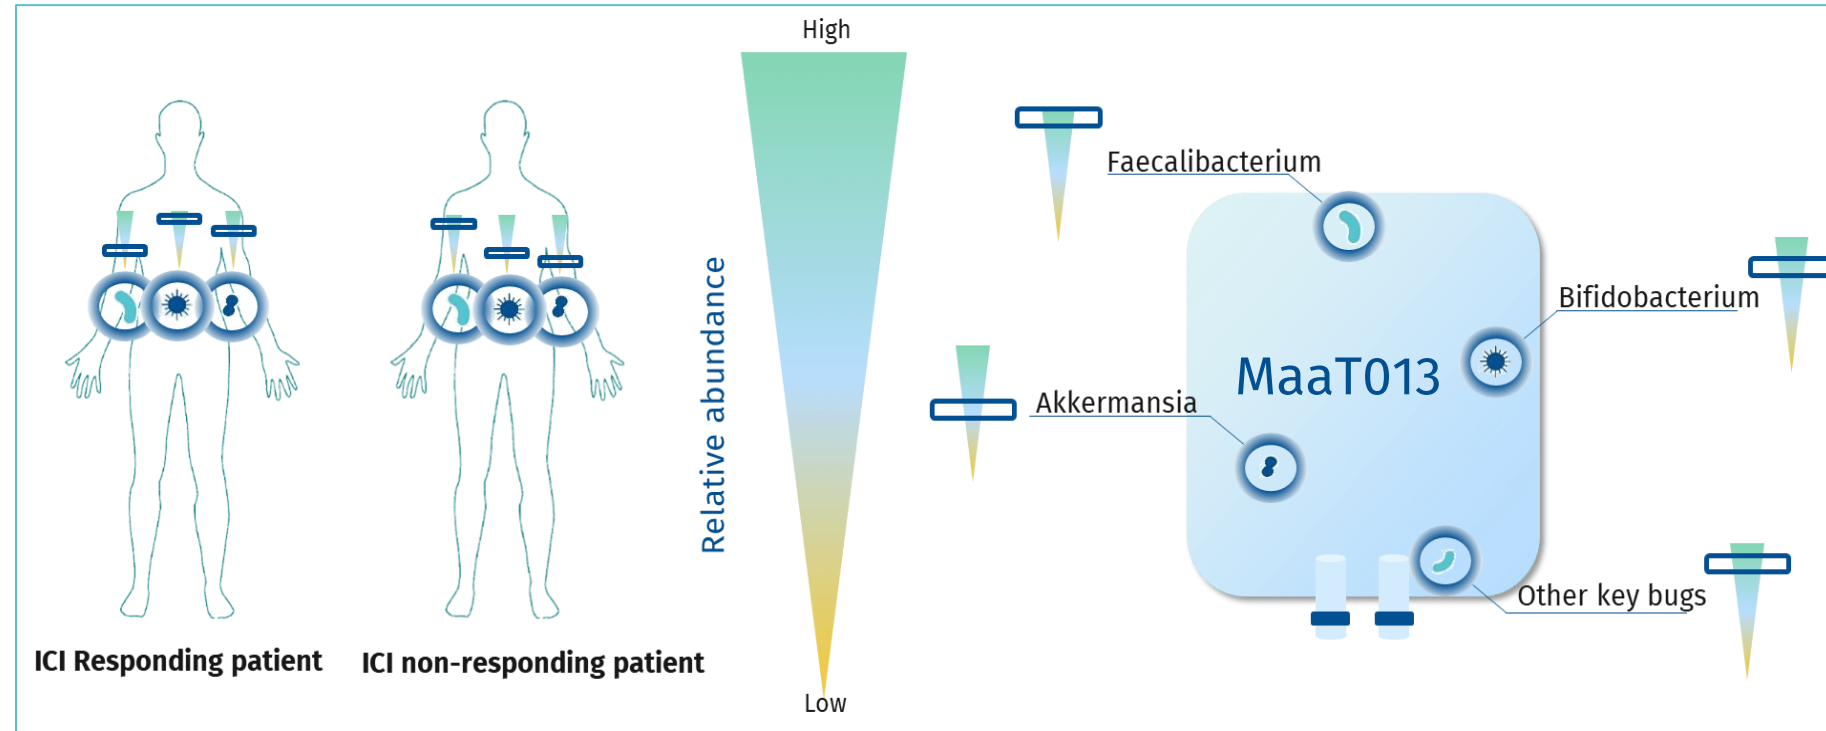 High
Faecalibacterium
Bifidobacterium
MaaT013
Akkermansia
Relative abundance
Other key bugs
ICI Responding patient
ICI non-responding patient
Low